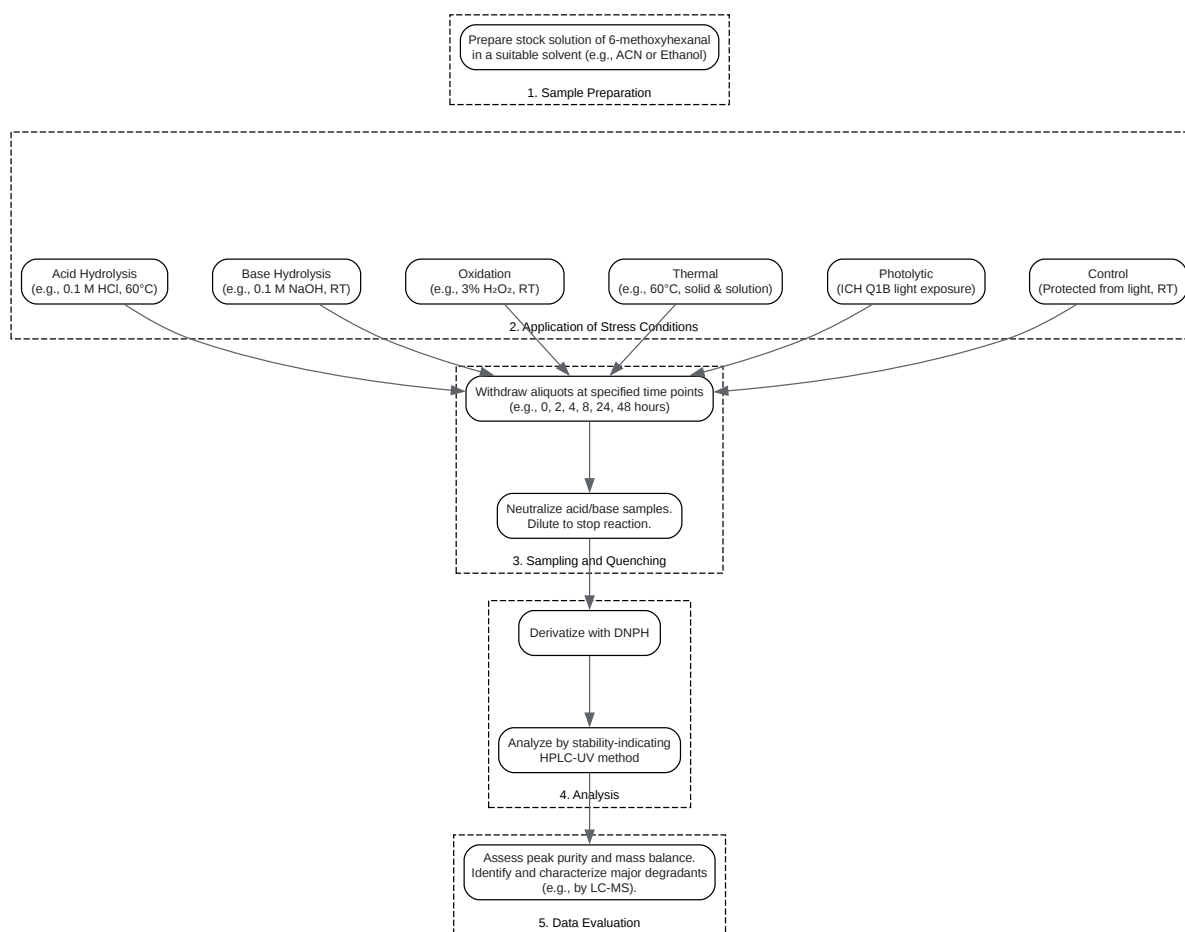 Prepare stock solution of 6-methoxyhexanal
in a suitable solvent (e.g., ACN or Ethanol)
1. Sample Preparation
Acid Hydrolysis
(e.g., 0.1 M HCl, 60°C)
Base Hydrolysis
(e.g., 0.1 M NaOH, RT)
Oxidation
(e.g., 3% H₂O₂, RT)
Thermal
(e.g., 60°C, solid & solution)
Photolytic
(ICH Q1B light exposure)
Control
(Protected from light, RT)
2. Application of Stress Conditions
Withdraw aliquots at specified time points
(e.g., 0, 2, 4, 8, 24, 48 hours)
Neutralize acid/base samples.
Dilute to stop reaction.
3. Sampling and Quenching
Derivatize with DNPH
Analyze by stability-indicating
HPLC-UV method
4. Analysis
Assess peak purity and mass balance.
Identify and characterize major degradants
(e.g., by LC-MS).
5. Data Evaluation